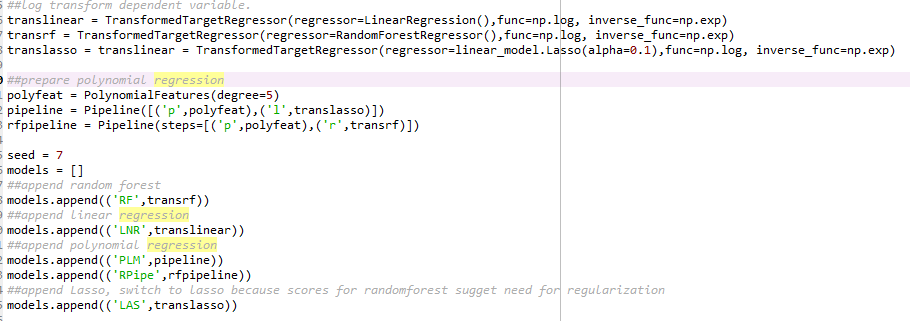 ##log transform dependent variable.
translinear = TransformedTargetRegressor(regressor=LinearRegression(),func=np.log, inverse_func=np.exp)
transrf = TransformedTargetRegressor(regressor=RandomForestRegressor(),func=np.log, inverse_func=np.exp)
translasso = translinear = TransformedTargetRegressor(regressor=linear_model.Lasso(alpha=0.1),func=np.log, inverse_func=np.exp)
##prepare polynomial regression
polyfeat = PolynomialFeatures(degree=5)
pipeline = Pipeline([('p',polyfeat),('l',translasso)])
rfpipeline = Pipeline(steps=[('p',polyfeat),('r',transrf)])
seed = 7
models = []
##append random forest
models.append(('RF',transrf))
##append linear regression
models.append(('LNR',translinear))
##append polynomial regression
models.append(('PLM',pipeline))
models.append(('RPipe',rfpipeline))
##append Lasso, switch to lasso because scores for randomforest sugget need for regularization
models.append(('LAS',translasso))